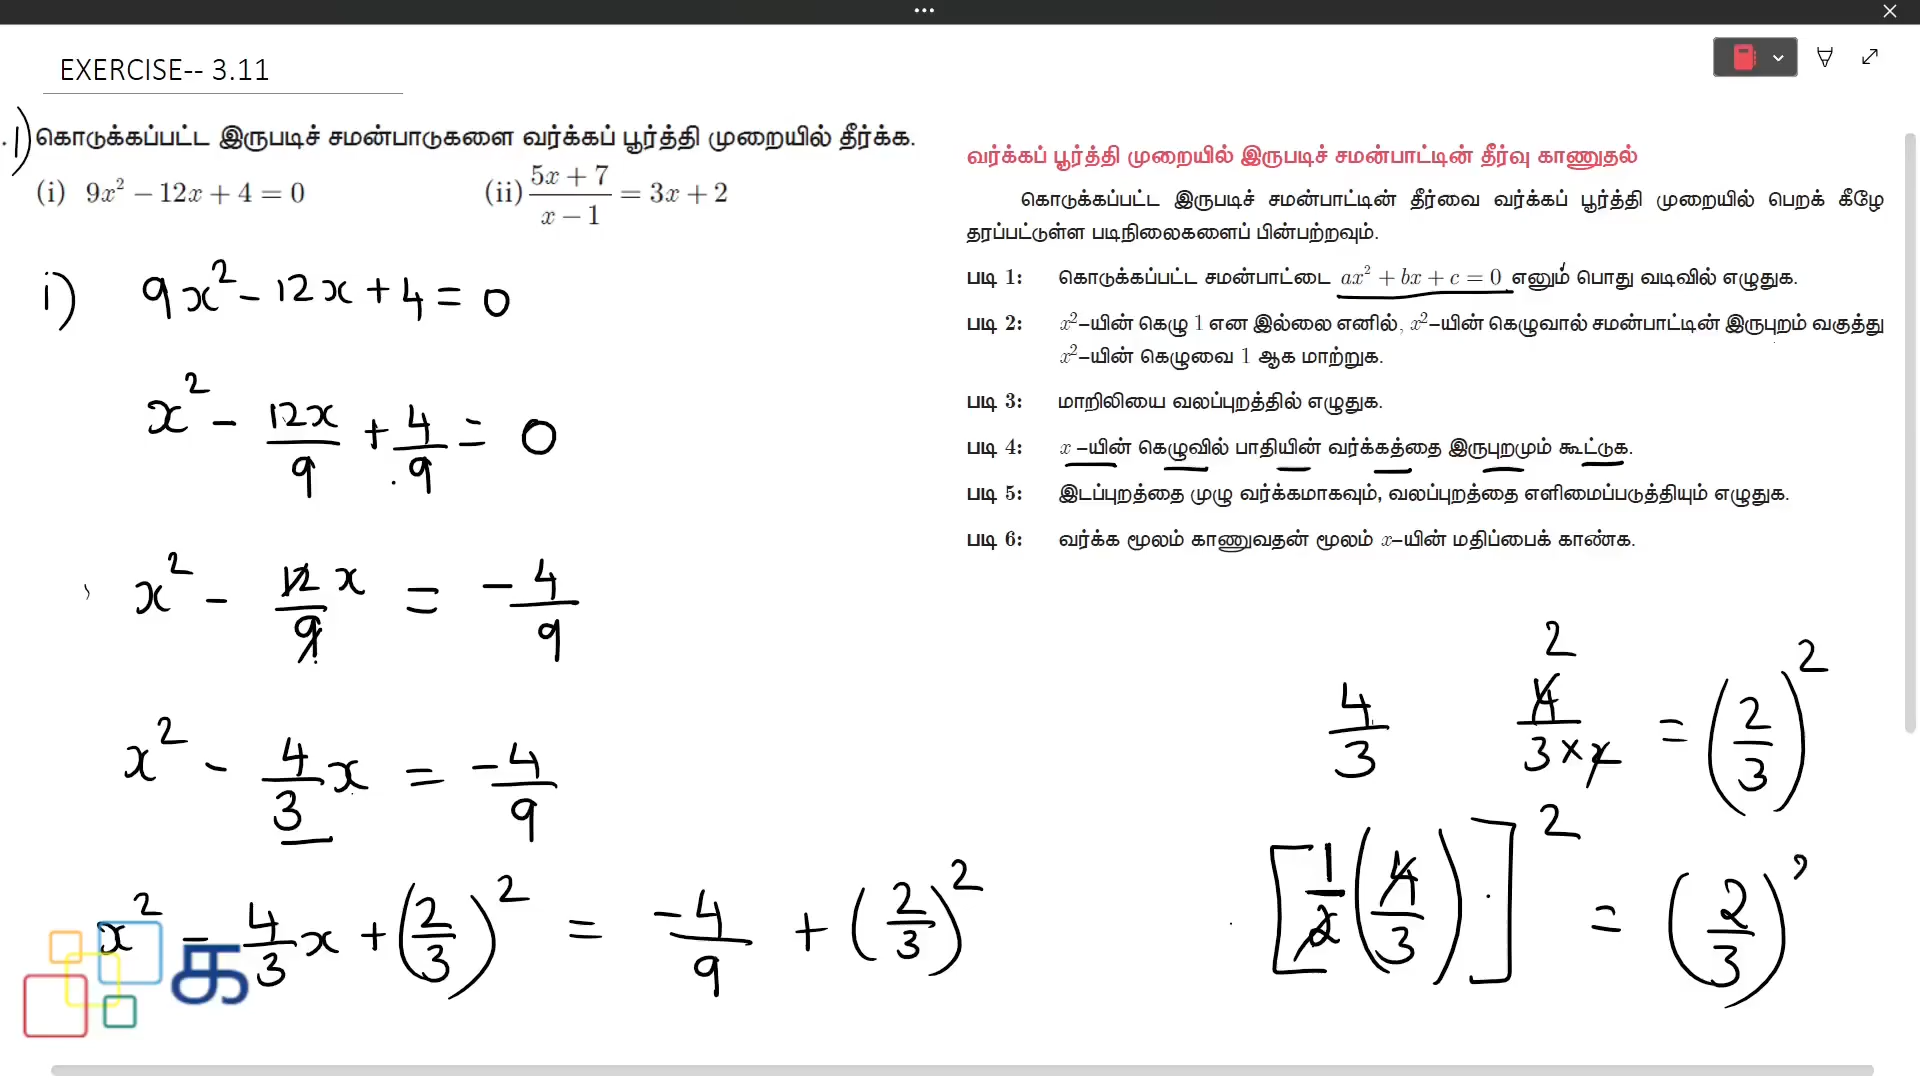 EXERCISE-- 3.11
1) கொடுக்கப்பட்ட இருபடிச் சமன்பாடுகளை வர்க்கப் பூர்த்தி முறையில் தீர்க்க.
(i) 9x² − 12x + 4 = 0 (ii) (5x + 7)/(x − 1) = 3x + 2
i) 9x² - 12x + 4 = 0
x² - 12x/9 + 4/9 = 0
x² - 12/9 x = -4/9
x² - 4/3 x = -4/9
x² - 4/3 x + (2/3)² = -4/9 + (2/3)²
க
வர்க்கப் பூர்த்தி முறையில் இருபடிச் சமன்பாட்டின் தீர்வு காணுதல்
கொடுக்கப்பட்ட இருபடிச் சமன்பாட்டின் தீர்வை வர்க்கப் பூர்த்தி முறையில் பெறக் கீழே
தரப்பட்டுள்ள படிநிலைகளைப் பின்பற்றவும்.
படி 1: கொடுக்கப்பட்ட சமன்பாட்டை ax² + bx + c = 0 எனும் பொது வடிவில் எழுதுக.
படி 2: x²–யின் கெழு 1 என இல்லை எனில், x²–யின் கெழுவால் சமன்பாட்டின் இருபுறம் வகுத்து
x²–யின் கெழுவை 1 ஆக மாற்றுக.
படி 3: மாறிலியை வலப்புறத்தில் எழுதுக.
படி 4: x –யின் கெழுவில் பாதியின் வர்க்கத்தை இருபுறமும் கூட்டுக.
படி 5: இடப்புறத்தை முழு வர்க்கமாகவும், வலப்புறத்தை எளிமைப்படுத்தியும் எழுதுக.
படி 6: வர்க்க மூலம் காணுவதன் மூலம் x–யின் மதிப்பைக் காண்க.
4/3 2 4/(3×2) = (2/3)²
[1/2 (4/3)]² = (2/3)²